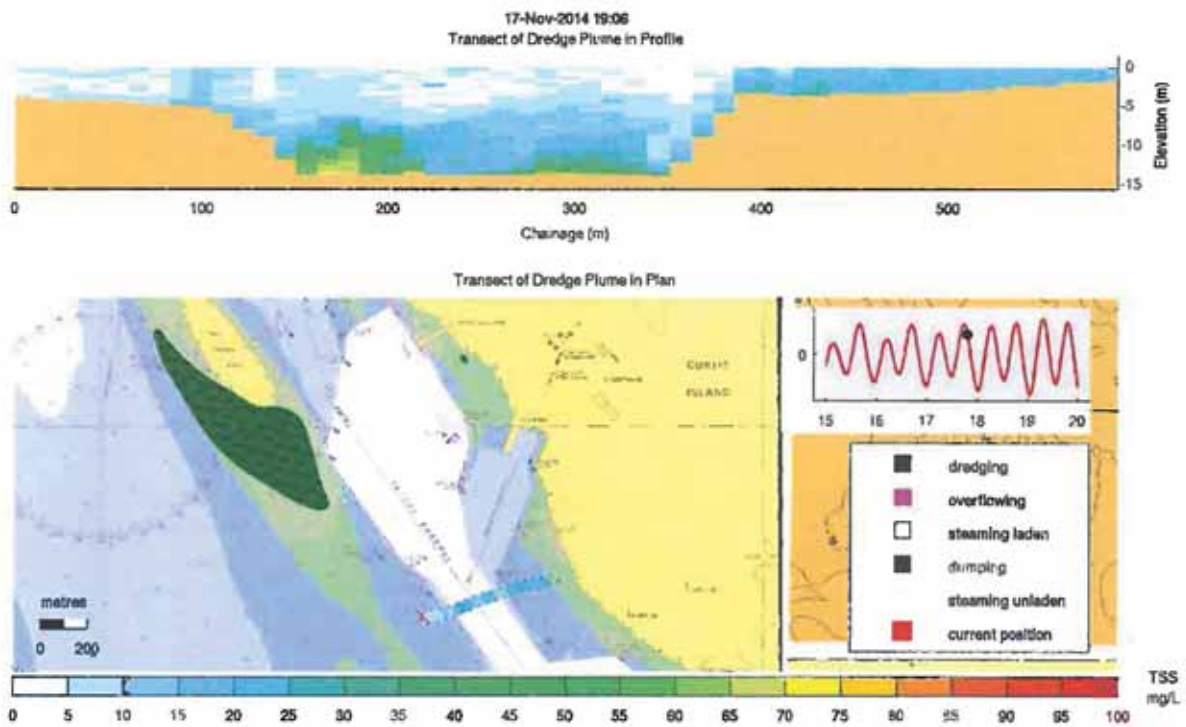 17-Nov-2014 19:06
Transect of Dredge Plume in Profile
0
-5
-10
-15
Elevation (m)
0 100 200 300 400 500
Chainage (m)
Transect of Dredge Plume in Plan
CURTIS
ISLAND
0
15 16 17 18 19 20
dredging
overflowing
steaming laden
dumping
steaming unladen
current position
metres
0 200
TSS
mg/L
0 5 10 15 20 25 30 35 40 45 50 55 60 65 70 75 80 85 90 95 100